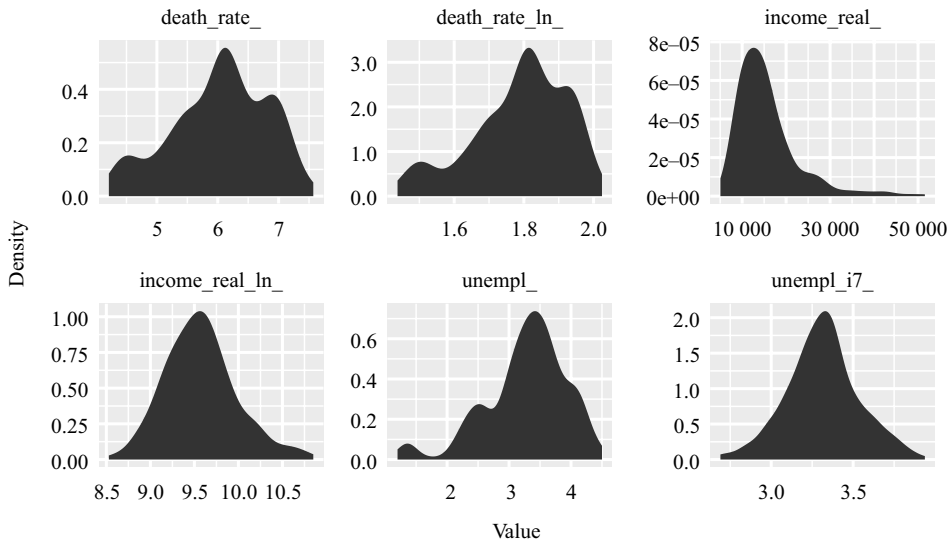 death_rate_ death_rate_ln_ income_real_
0.4
0.2
0.0
5 6 7
3.0
2.0
1.0
0.0
1.6 1.8 2.0
8e–05
6e–05
4e–05
2e–05
0e+00
10 000 30 000 50 000
Density
income_real_ln_ unempl_ unempl_i7_
1.00
0.75
0.50
0.25
0.00
8.5 9.0 9.5 10.0 10.5
0.6
0.4
0.2
0.0
2 3 4
2.0
1.5
1.0
0.5
0.0
3.0 3.5
Value